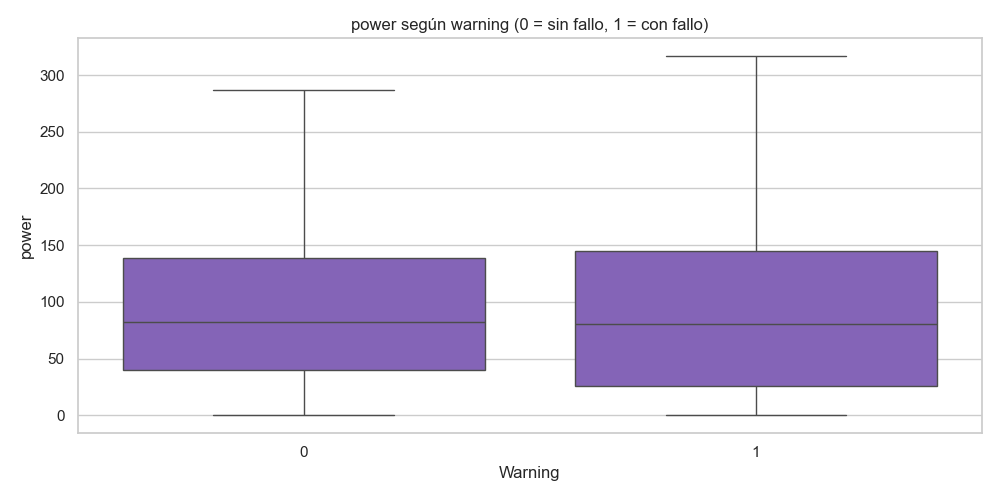 power según warning (0 = sin fallo, 1 = con fallo)
300
250
200
150
100
50
0
power
0 1
Warning